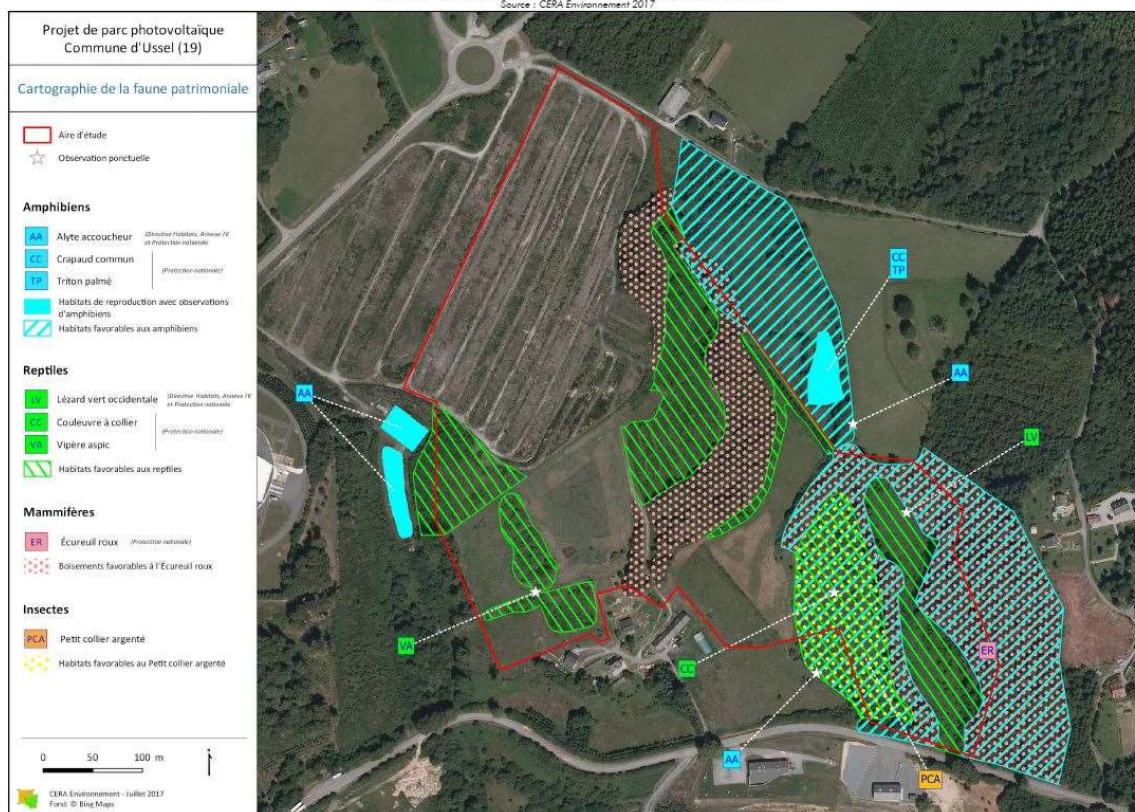 Source : CERA Environnement 2017
Projet de parc photovoltaïque
Commune d'Ussel (19)
Cartographie de la faune patrimoniale
Aire d'étude
Observation ponctuelle
Amphibiens
AA Alyte accoucheur (Directive Habitats, Annexe IV
et Protection nationale)
CC Crapaud commun
(Protection nationale)
TP Triton palmé
Habitats de reproduction avec observations
d'amphibiens
Habitats favorables aux amphibiens
Reptiles
LV Lézard vert occidentale (Directive Habitats, Annexe IV
et Protection nationale)
CC Couleuvre à collier
(Protection nationale)
VA Vipère aspic
Habitats favorables aux reptiles
Mammifères
ER Écureuil roux (Protection nationale)
Boisements favorables à l'Écureuil roux
Insectes
PCA Petit collier argenté
Habitats favorables au Petit collier argenté
0 50 100 m
CERA Environnement - Juillet 2017
Fond: © Bing Maps
CC
TP
AA
AA
LV
VA
CC
ER
AA
PCA